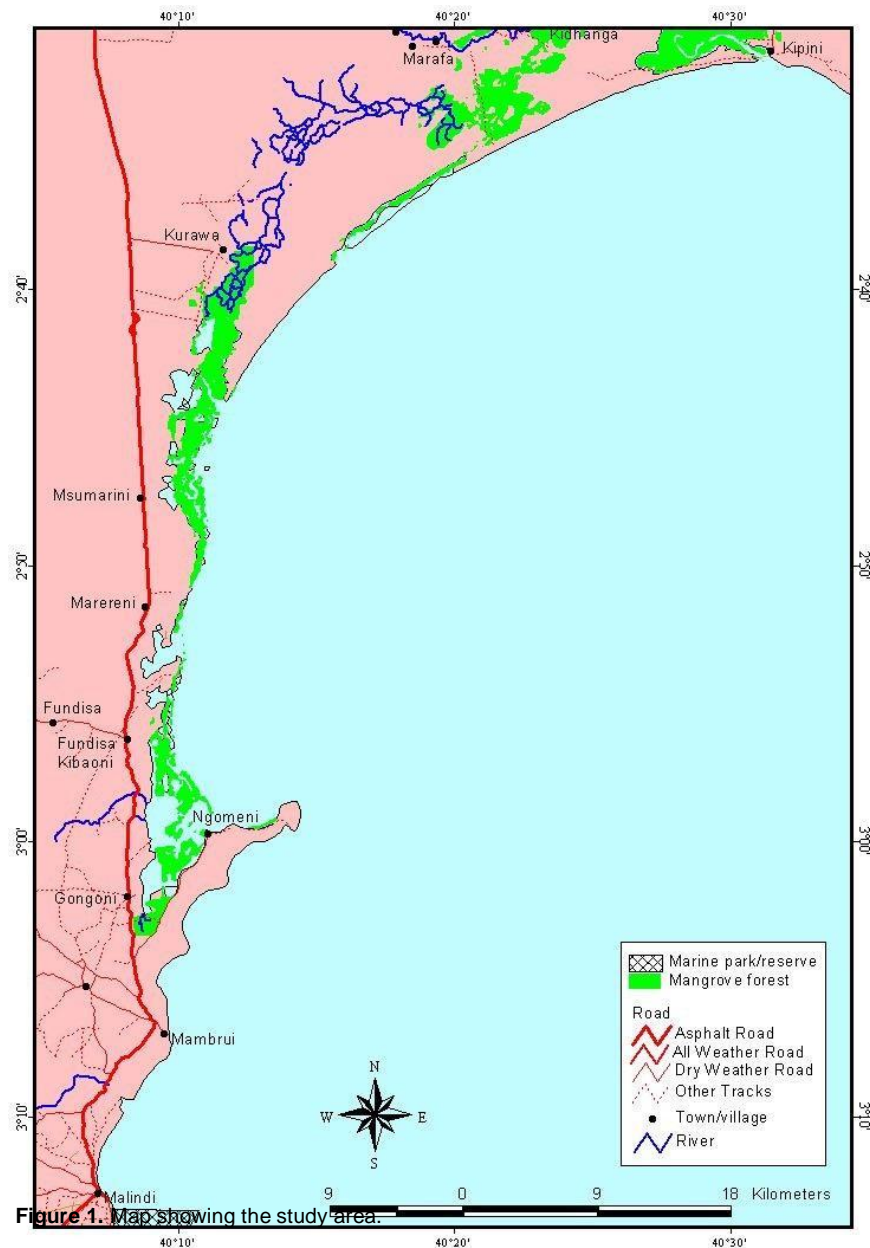 40°10'
40°20'
40°30'
Kidhanga
Marafa
Kipini
Kurawa
2°40'
2°40'
Msumarini
2°50'
2°50'
Marereni
Fundisa
Fundisa
Kibaoni
Ngomeni
3°00'
3°00'
Gongoni
Marine park/reserve
Mangrove forest
Road
Asphalt Road
All Weather Road
Dry Weather Road
Other Tracks
Town/village
River
Mambrui
N
W E
S
3°10'
3°10'
Malindi
9 0 9 18 Kilometers
Figure 1. Map showing the study area.
40°10'
40°20'
40°30'